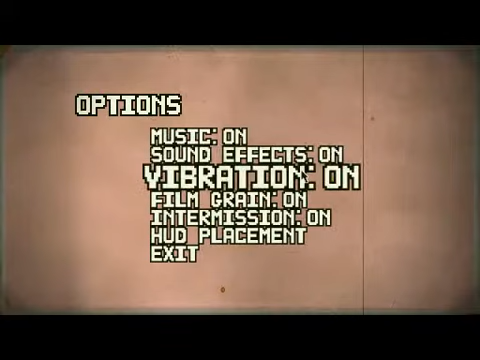 OPTIONS
MUSIC: ON
SOUND EFFECTS: ON
VIBRATION: ON
FILM GRAIN: ON
INTERMISSION: ON
HUD PLACEMENT
EXIT